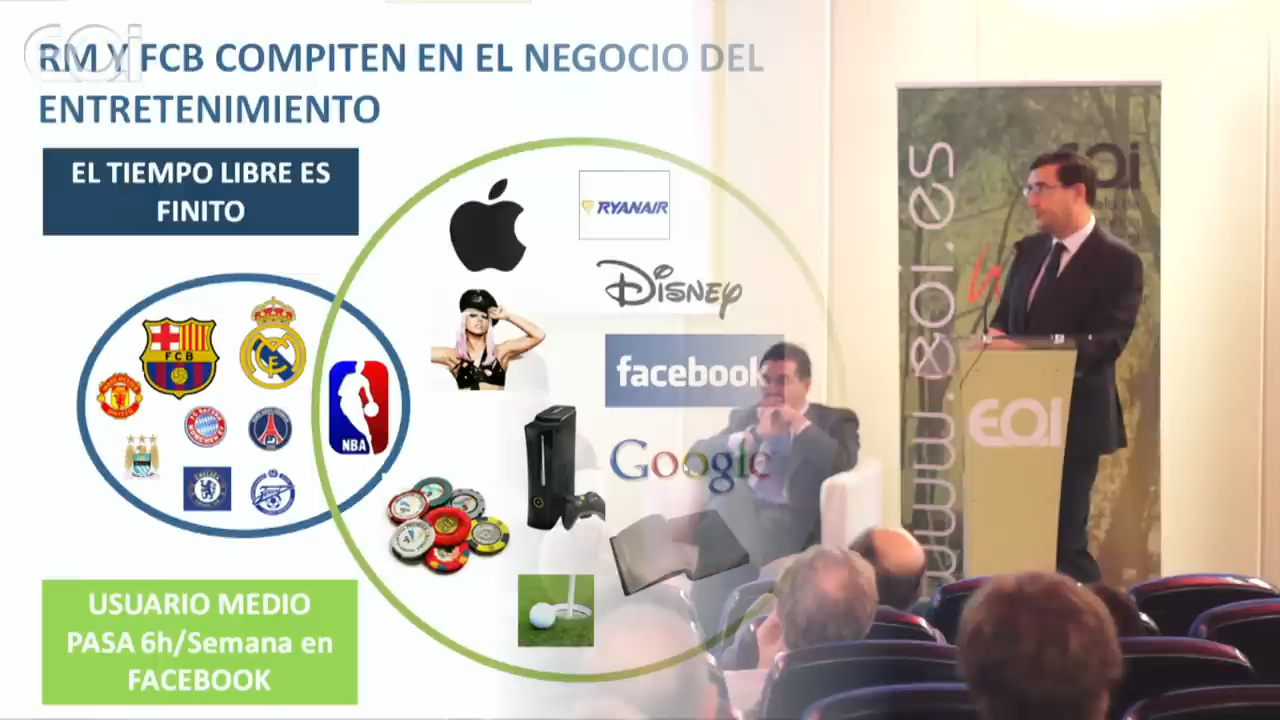 EOi
RM Y FCB COMPITEN EN EL NEGOCIO DEL
ENTRETENIMIENTO
EL TIEMPO LIBRE ES
FINITO
RYANAIR
DISNEY
facebook
Google
FCB
NBA
USUARIO MEDIO
PASA 6h/Semana en
FACEBOOK
www.eoi.es
EOI